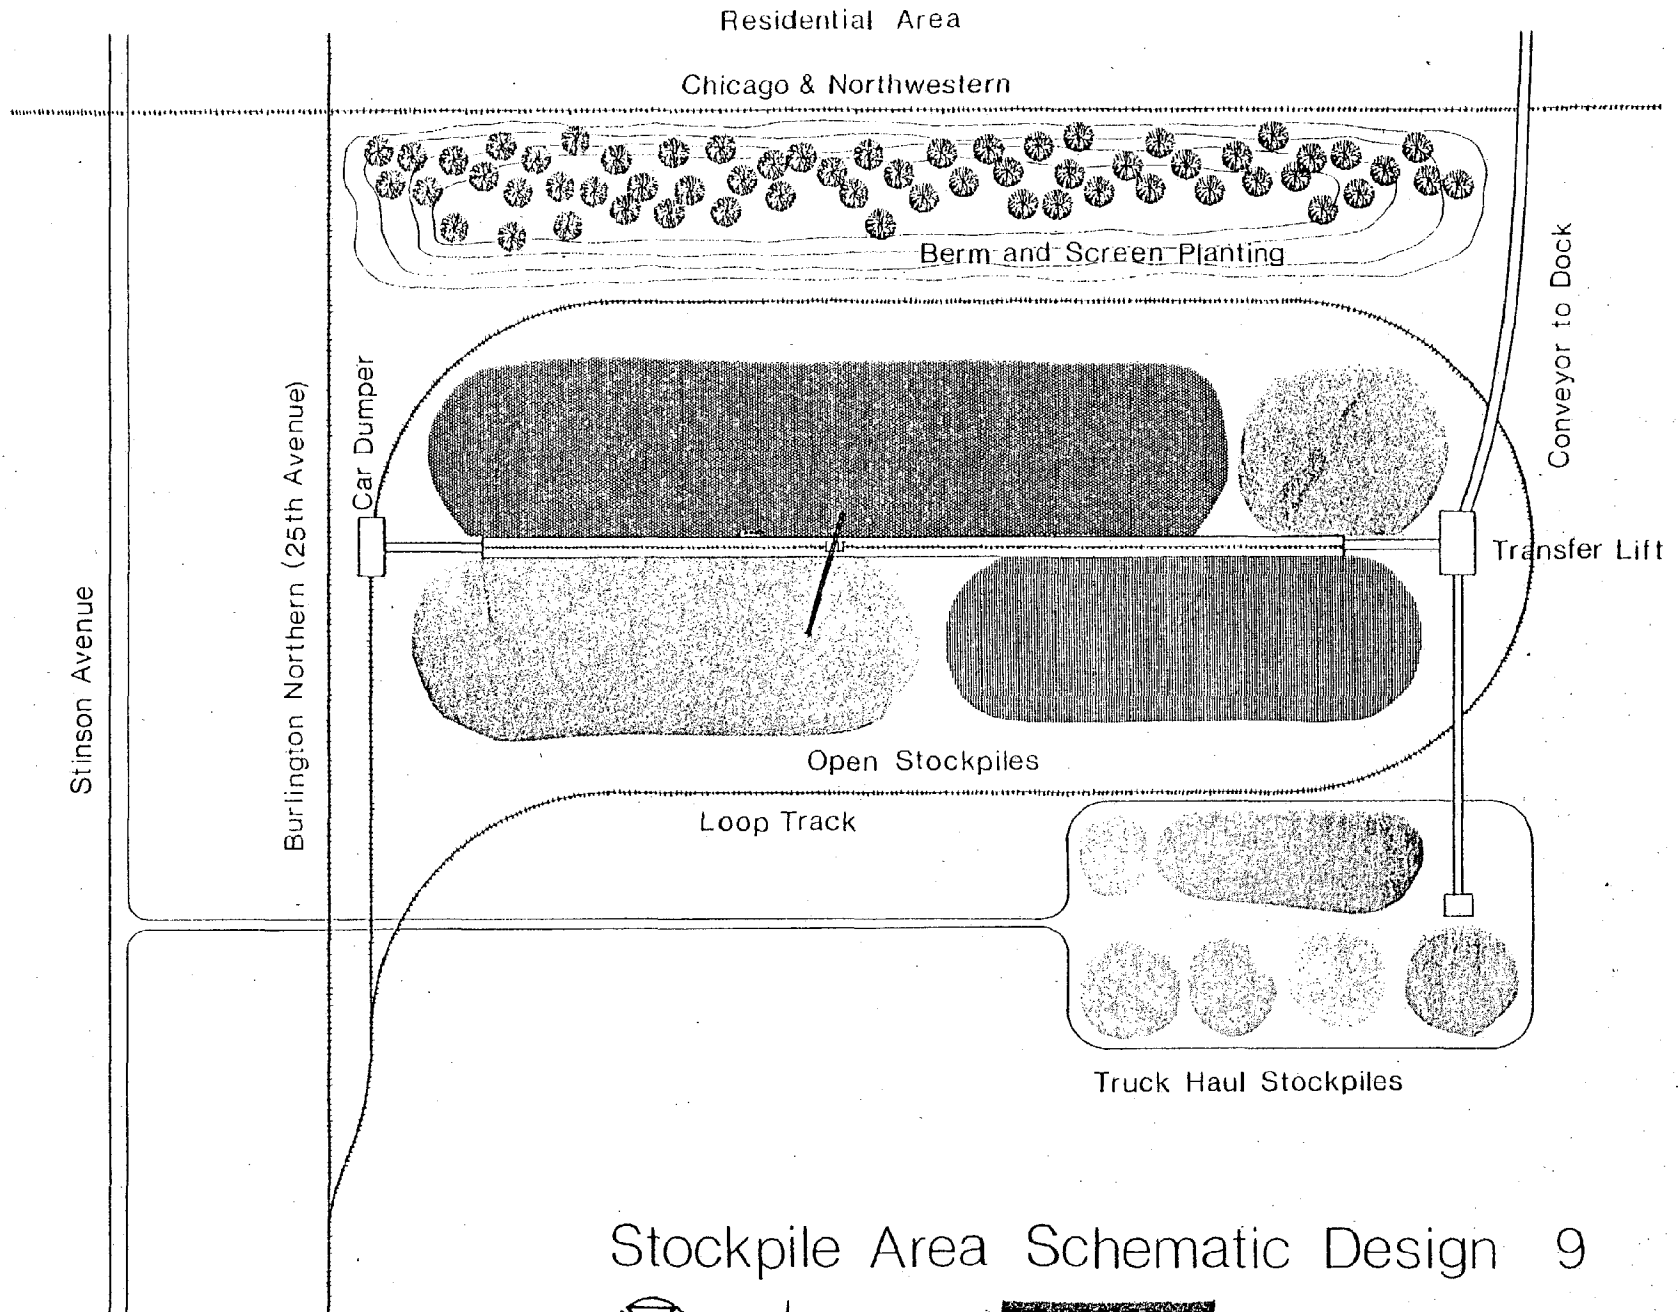 Residential Area
Chicago & Northwestern
Berm and Screen Planting
Conveyor to Dock
Car Dumper
Burlington Northern (25th Avenue)
Stinson Avenue
Transfer Lift
Open Stockpiles
Loop Track
Truck Haul Stockpiles
Stockpile Area Schematic Design 9